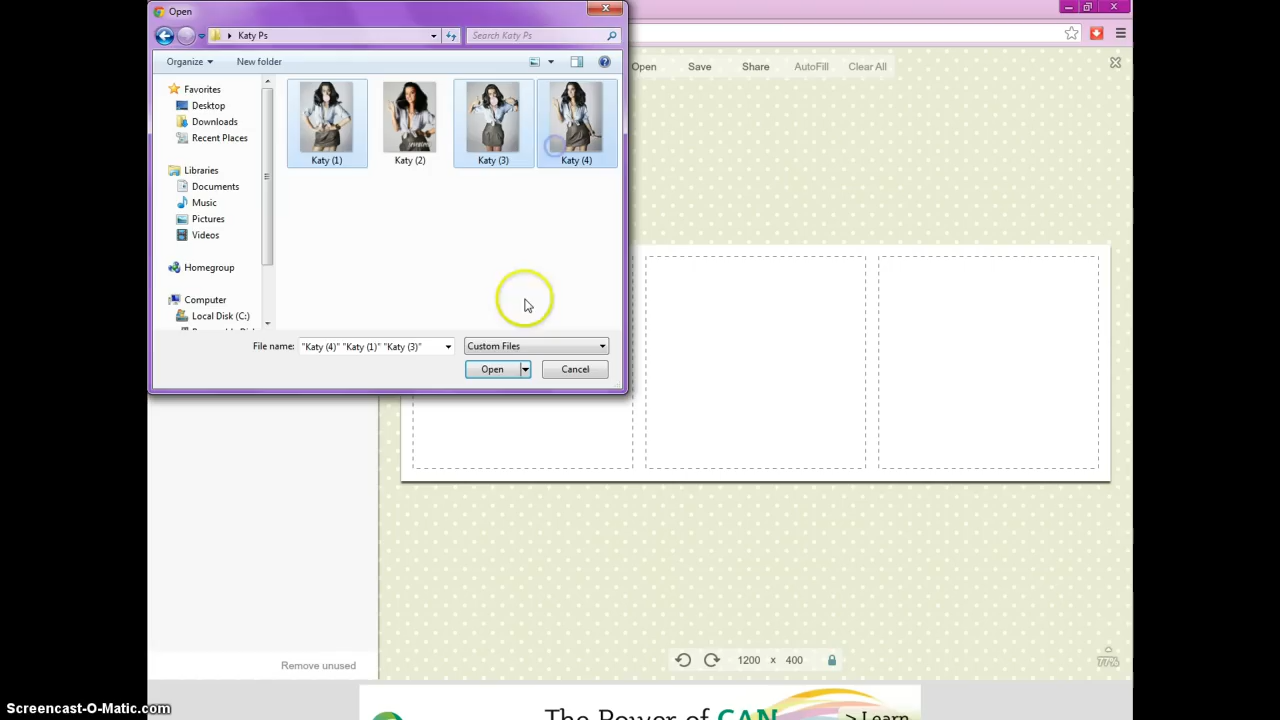 Open
Katy Ps
Search Katy Ps
Organize
New folder
Open
Save
Share
AutoFill
Clear All
Favorites
Desktop
Downloads
Recent Places
Libraries
Documents
Music
Pictures
Videos
Homegroup
Computer
Local Disk (C:)
Katy (1)
Katy (2)
Katy (3)
Katy (4)
File name:
"Katy (4)" "Katy (1)" "Katy (3)"
Custom Files
Open
Cancel
Remove unused
1200 x 400
77%
The Power of CAN
> Learn
Screencast-O-Matic.com